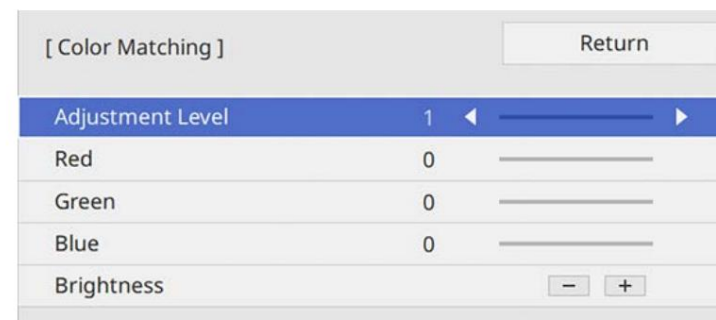 [ Color Matching ] Return
Adjustment Level 1
Red 0
Green 0
Blue 0
Brightness − +